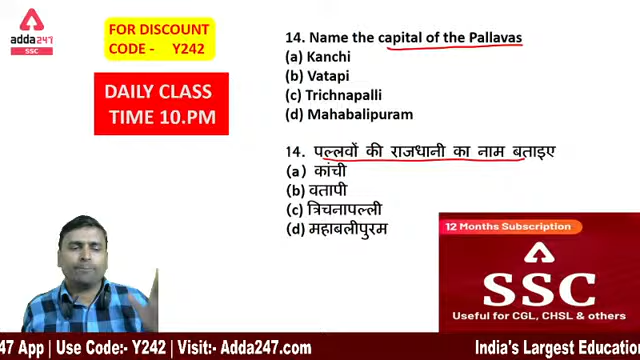 adda247
SSC
FOR DISCOUNT
CODE - Y242
DAILY CLASS
TIME 10.PM
14. Name the capital of the Pallavas
(a) Kanchi
(b) Vatapi
(c) Trichnapalli
(d) Mahabalipuram
14. पल्लवों की राजधानी का नाम बताइए
(a) कांची
(b) वतापी
(c) त्रिचनापल्ली
(d) महाबलीपुरम
12 Months Subscription
SSC
Useful for CGL, CHSL & others
47 App | Use Code:- Y242 | Visit:- Adda247.com
India's Largest Education